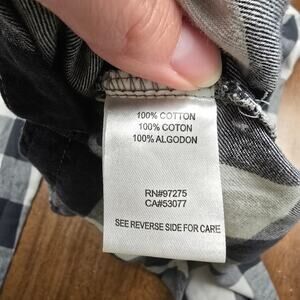 100% COTTON
100% COTON
100% ALGODON
RN#97275
CA#53077
SEE REVERSE SIDE FOR CARE